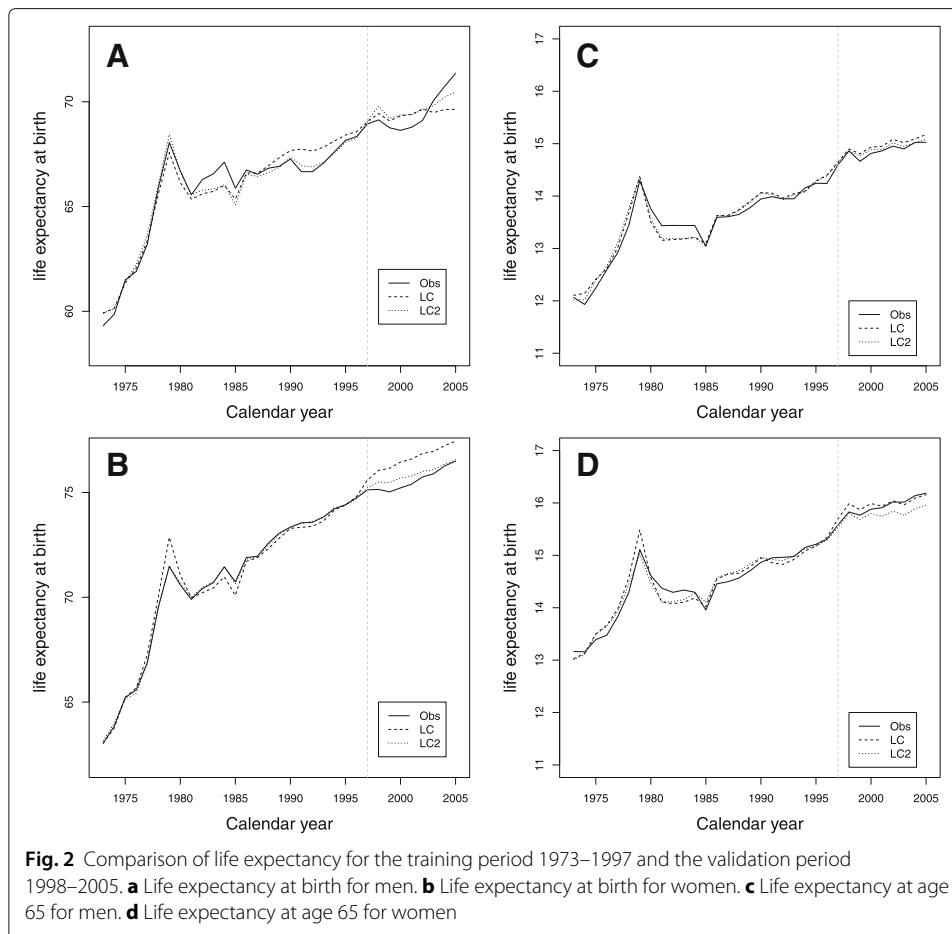 A
life expectancy at birth
70
65
60
Obs
LC
LC2
1975 1980 1985 1990 1995 2000 2005
Calendar year
C
life expectancy at birth
17
16
15
14
13
12
11
Obs
LC
LC2
1975 1980 1985 1990 1995 2000 2005
Calendar year
B
life expectancy at birth
75
70
65
Obs
LC
LC2
1975 1980 1985 1990 1995 2000 2005
Calendar year
D
life expectancy at birth
17
16
15
14
13
12
11
Obs
LC
LC2
1975 1980 1985 1990 1995 2000 2005
Calendar year
Fig. 2 Comparison of life expectancy for the training period 1973–1997 and the validation period
1998–2005. a Life expectancy at birth for men. b Life expectancy at birth for women. c Life expectancy at age
65 for men. d Life expectancy at age 65 for women